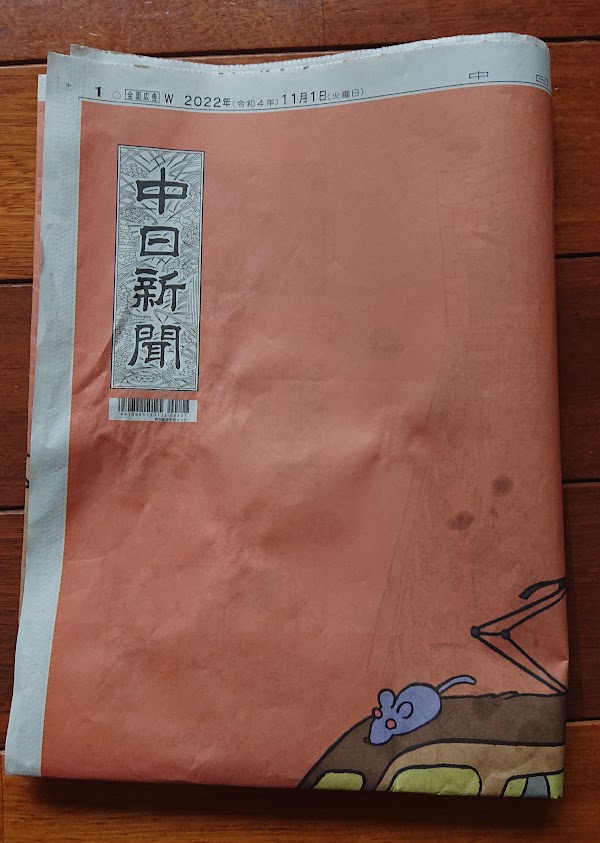 1 ○ 全面広告 W 2022年(令和4年) 11月1日(火曜日) 中
中日新聞